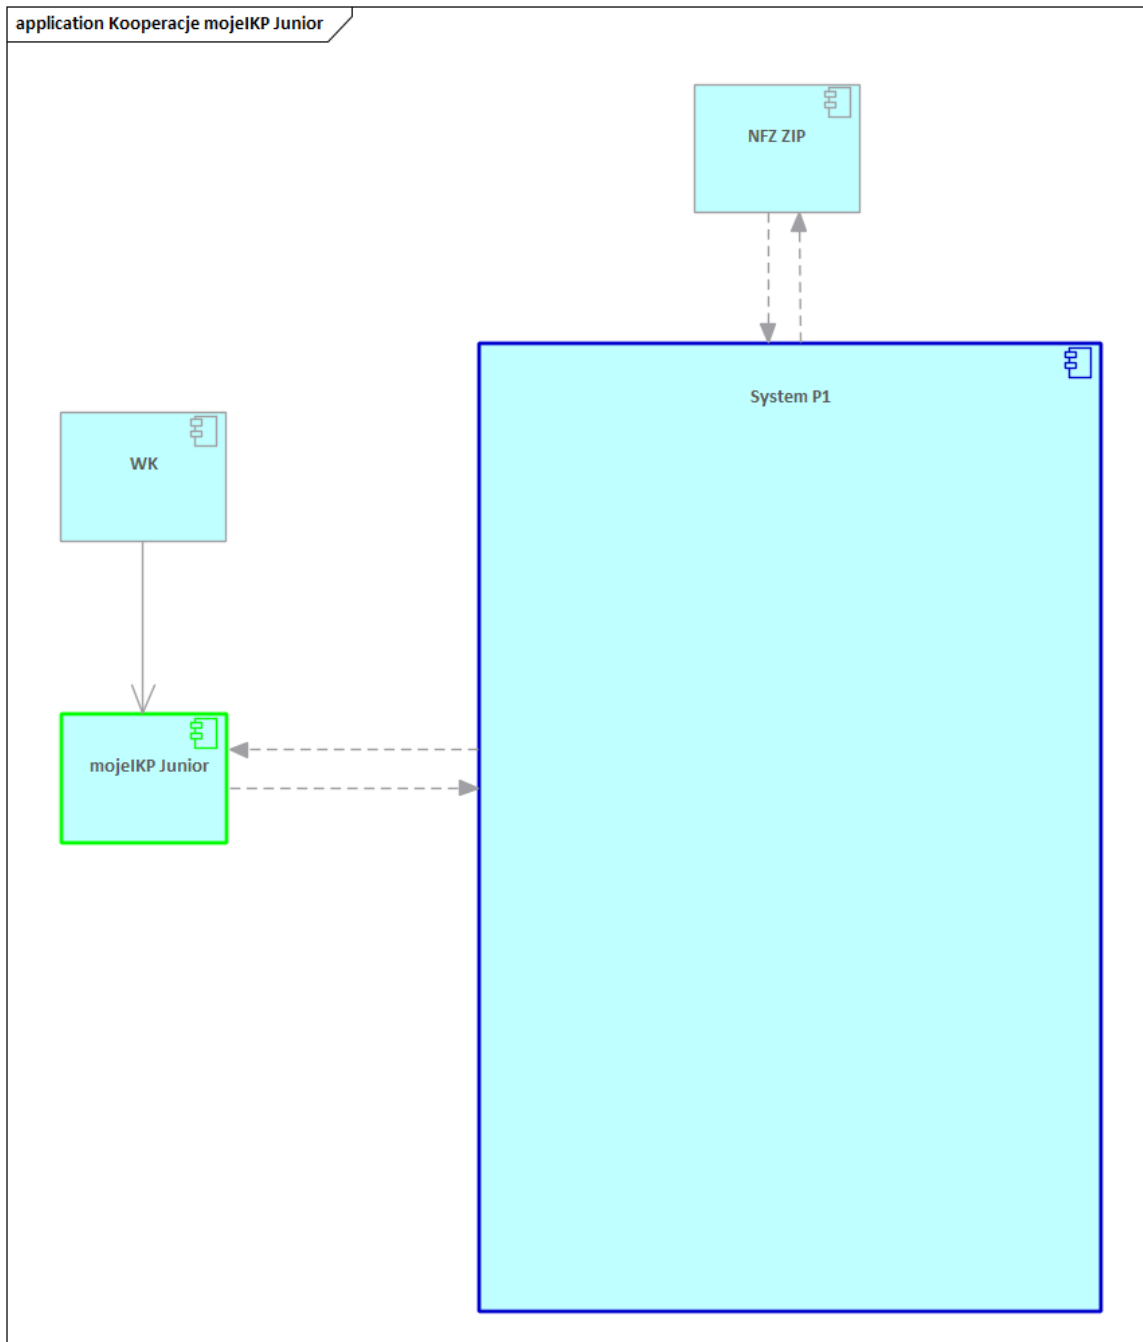 application Kooperacje mojeIKP Junior
NFZ ZIP
System P1
WK
mojeIKP Junior